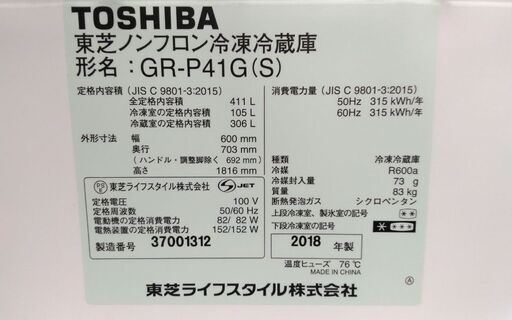 TOSHIBA
東芝ノンフロン冷凍冷蔵庫
形名：GR-P41G(S)
定格内容積 (JIS C 9801-3:2015)
全定格内容積 411 L
冷凍室の定格内容積 105 L
冷蔵室の定格内容積 306 L
外形寸法 幅 600 mm
奥行 703 mm
(ハンドル・調整脚除く 692 mm)
高さ 1816 mm
消費電力量 (JIS C 9801-3:2015)
50Hz 315 kWh/年
60Hz 315 kWh/年
種類 冷凍冷蔵庫
冷媒 R600a
冷媒封入量 73 g
質量 83 kg
断熱発泡ガス シクロペンタン
上段冷凍室、製氷室の記号 **
下段冷凍室の記号 ****
PSE 東芝ライフスタイル株式会社 JET
定格電圧 100 V
定格周波数 50/60 Hz
電動機の定格消費電力 82/ 82 W
電熱装置の定格消費電力 152/152 W
製造番号 37001312
2018 年製
温度ヒューズ 76℃
MADE IN CHINA
東芝ライフスタイル株式会社
A